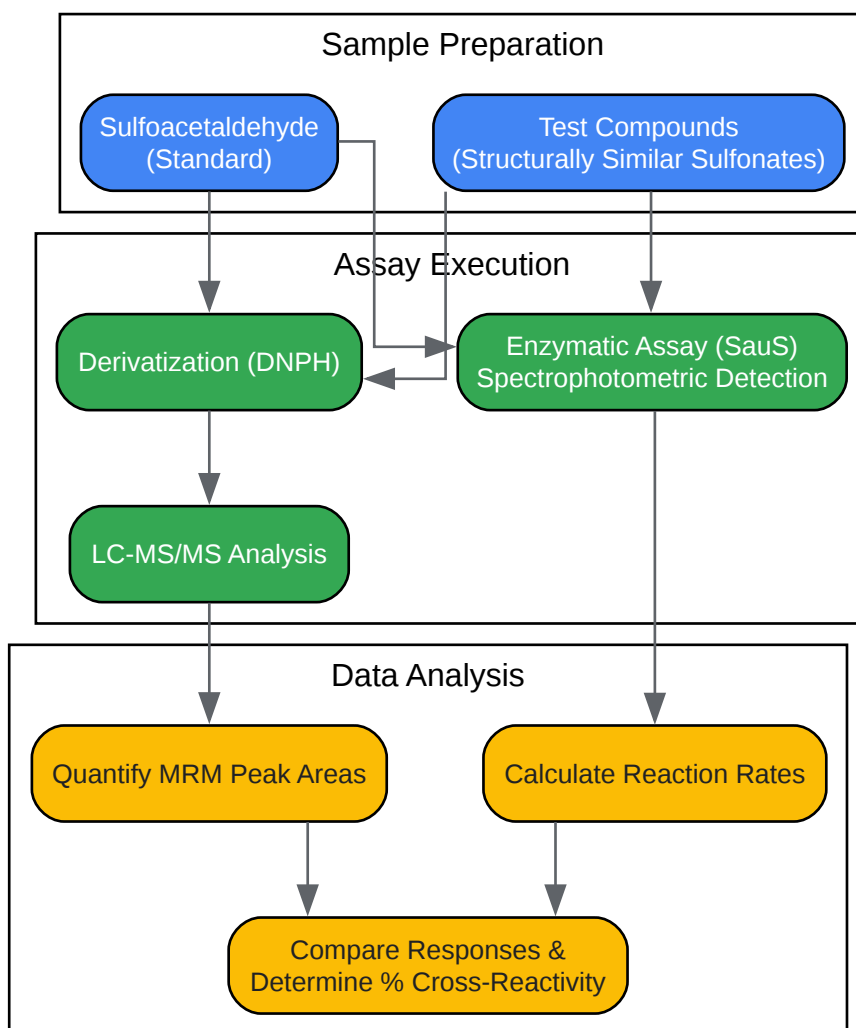 Sample Preparation
Sulfoacetaldehyde
(Standard)
Test Compounds
(Structurally Similar Sulfonates)
Assay Execution
Derivatization (DNPH)
Enzymatic Assay (SauS)
Spectrophotometric Detection
LC-MS/MS Analysis
Data Analysis
Quantify MRM Peak Areas
Calculate Reaction Rates
Compare Responses &
Determine % Cross-Reactivity